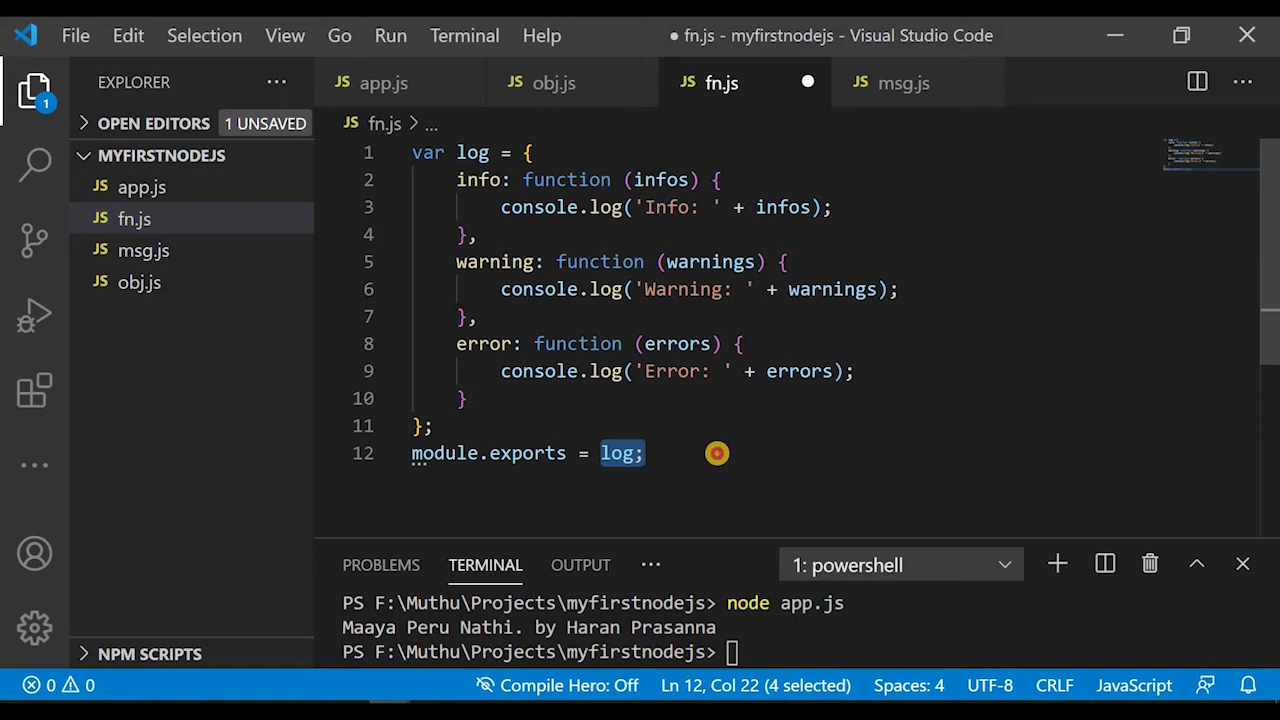 File Edit Selection View Go Run Terminal Help ● fn.js - myfirstnodejs - Visual Studio Code
1
EXPLORER ...
JS app.js JS obj.js JS fn.js JS msg.js ...
OPEN EDITORS 1 UNSAVED
MYFIRSTNODEJS
JS app.js
JS fn.js
JS msg.js
JS obj.js
NPM SCRIPTS
JS fn.js > ...
1 var log = {
2 info: function (infos) {
3 console.log('Info: ' + infos);
4 },
5 warning: function (warnings) {
6 console.log('Warning: ' + warnings);
7 },
8 error: function (errors) {
9 console.log('Error: ' + errors);
10 }
11 };
12 module.exports = log;
PROBLEMS TERMINAL OUTPUT ... 1: powershell
PS F:\Muthu\Projects\myfirstnodejs> node app.js
Maaya Peru Nathi. by Haran Prasanna
PS F:\Muthu\Projects\myfirstnodejs>
0 0 Compile Hero: Off Ln 12, Col 22 (4 selected) Spaces: 4 UTF-8 CRLF JavaScript